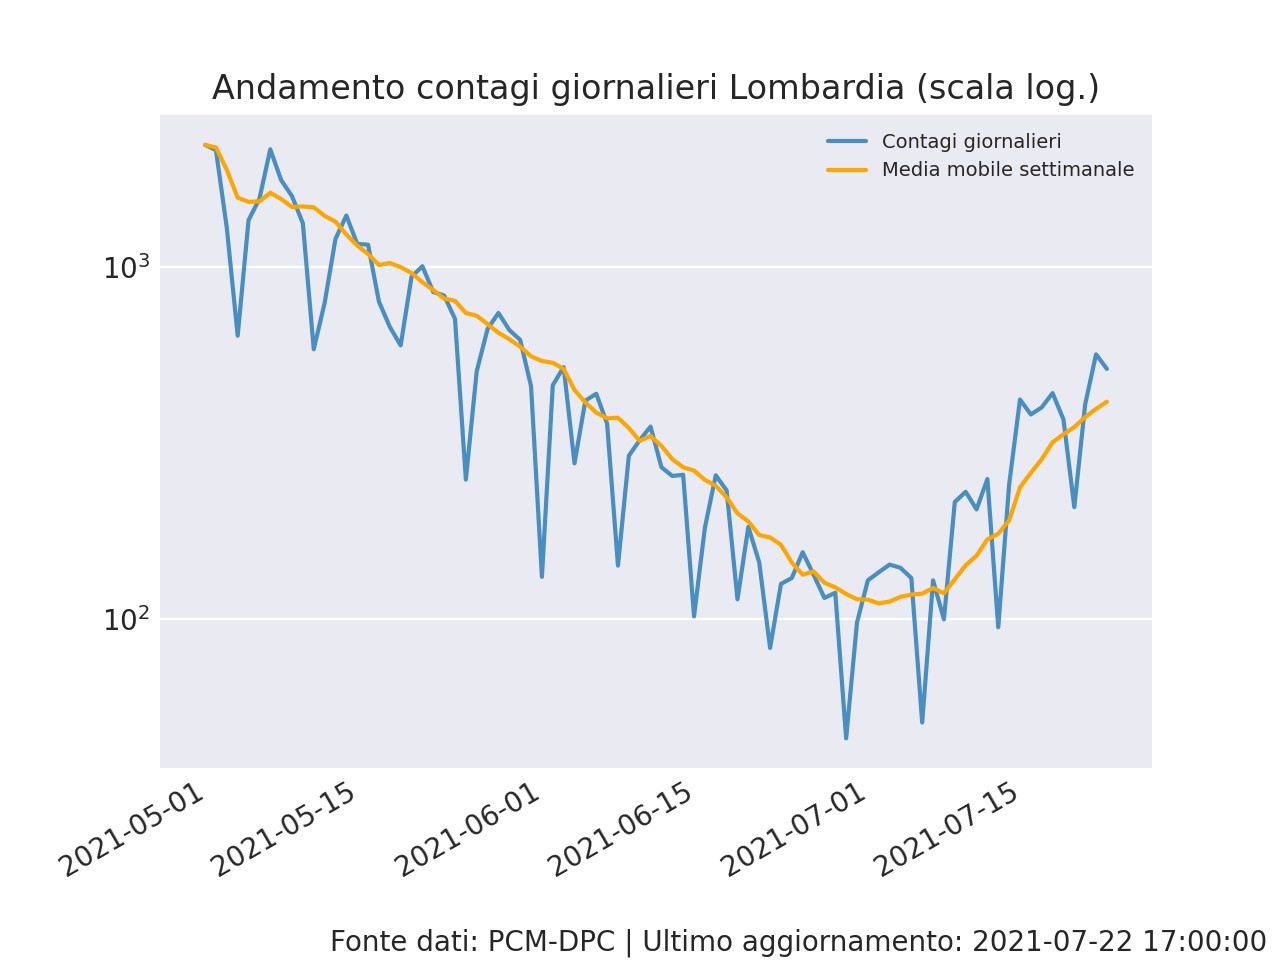 Andamento contagi giornalieri Lombardia (scala log.)
Contagi giornalieri
Media mobile settimanale
10³
10²
2021-05-01
2021-05-15
2021-06-01
2021-06-15
2021-07-01
2021-07-15
Fonte dati: PCM-DPC | Ultimo aggiornamento: 2021-07-22 17:00:00